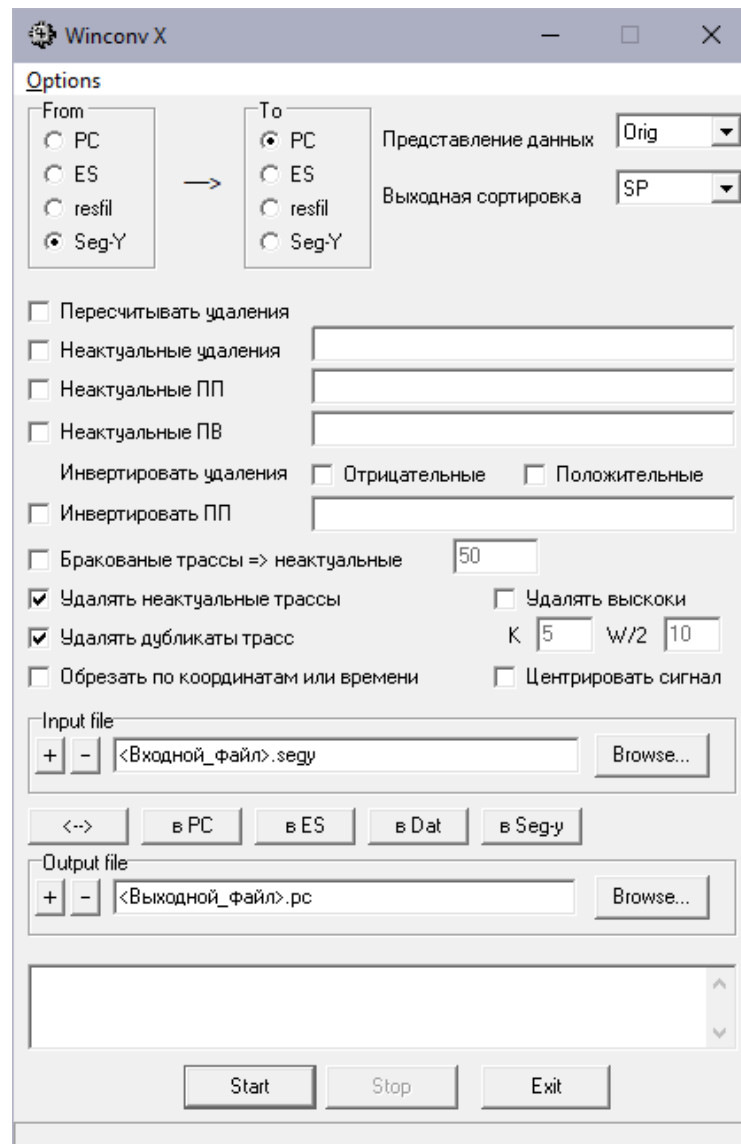 Winconv X
Options
From
To
PC
ES
resfil
Seg-Y
-->
PC
ES
resfil
Seg-Y
Представление данных
Orig
Выходная сортировка
SP
Пересчитывать удаления
Неактуальные удаления
Неактуальные ПП
Неактуальные ПВ
Инвертировать удаления Отрицательные Положительные
Инвертировать ПП
Бракованые трассы => неактуальные 50
Удалять неактуальные трассы Удалять выскоки
Удалять дубликаты трасс K 5 W/2 10
Обрезать по координатам или времени Центрировать сигнал
Input file
+ - <Входной_Файл>.segy Browse...
<--> в PC в ES в Dat в Seg-y
Output file
+ - <Выходной_Файл>.pc Browse...
Start Stop Exit